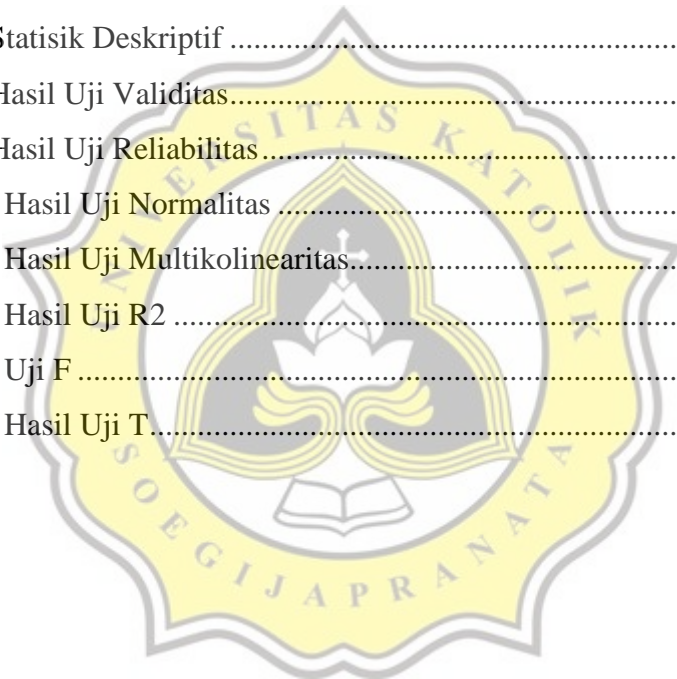 Statisik Deskriptif ................................................
Hasil Uji Validitas................................................
Hasil Uji Reliabilitas................................................
Hasil Uji Normalitas ................................................
Hasil Uji Multikolinearitas................................................
Hasil Uji R2 ................................................
Uji F ................................................
Hasil Uji T................................................
UNIVERSITAS KATOLIK
SOEGIJAPRANATA